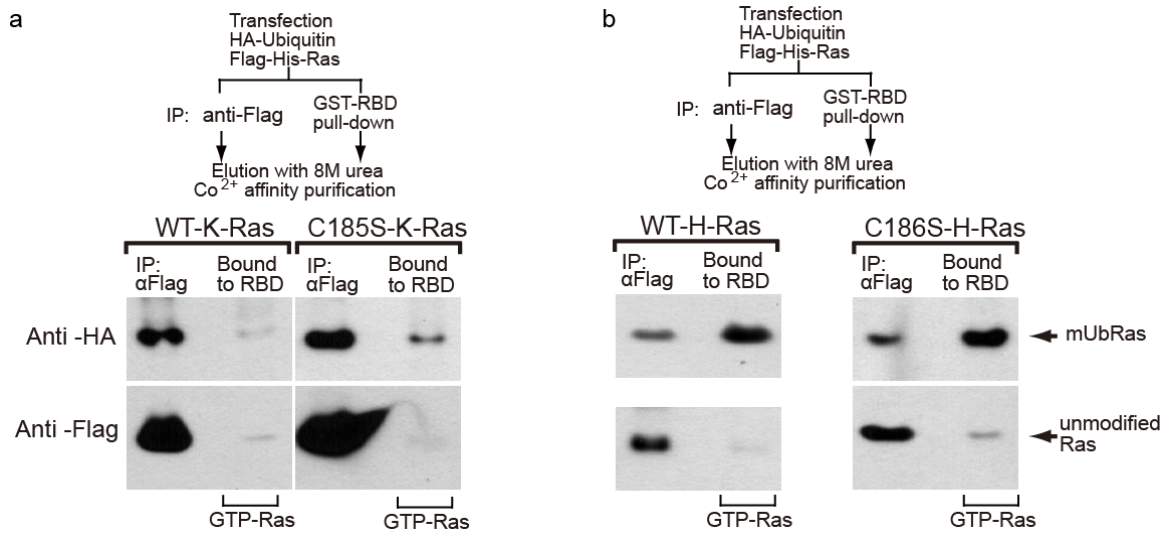 a
Transfection
HA-Ubiquitin
Flag-His-Ras
IP: anti-Flag
GST-RBD
pull-down
Elution with 8M urea
Co2+ affinity purification
WT-K-Ras
C185S-K-Ras
IP:
αFlag
Bound
to RBD
IP:
αFlag
Bound
to RBD
Anti -HA
Anti -Flag
GTP-Ras
GTP-Ras
b
Transfection
HA-Ubiquitin
Flag-His-Ras
IP: anti-Flag
GST-RBD
pull-down
Elution with 8M urea
Co2+ affinity purification
WT-H-Ras
C186S-H-Ras
IP:
αFlag
Bound
to RBD
IP:
αFlag
Bound
to RBD
mUbRas
unmodified
Ras
GTP-Ras
GTP-Ras